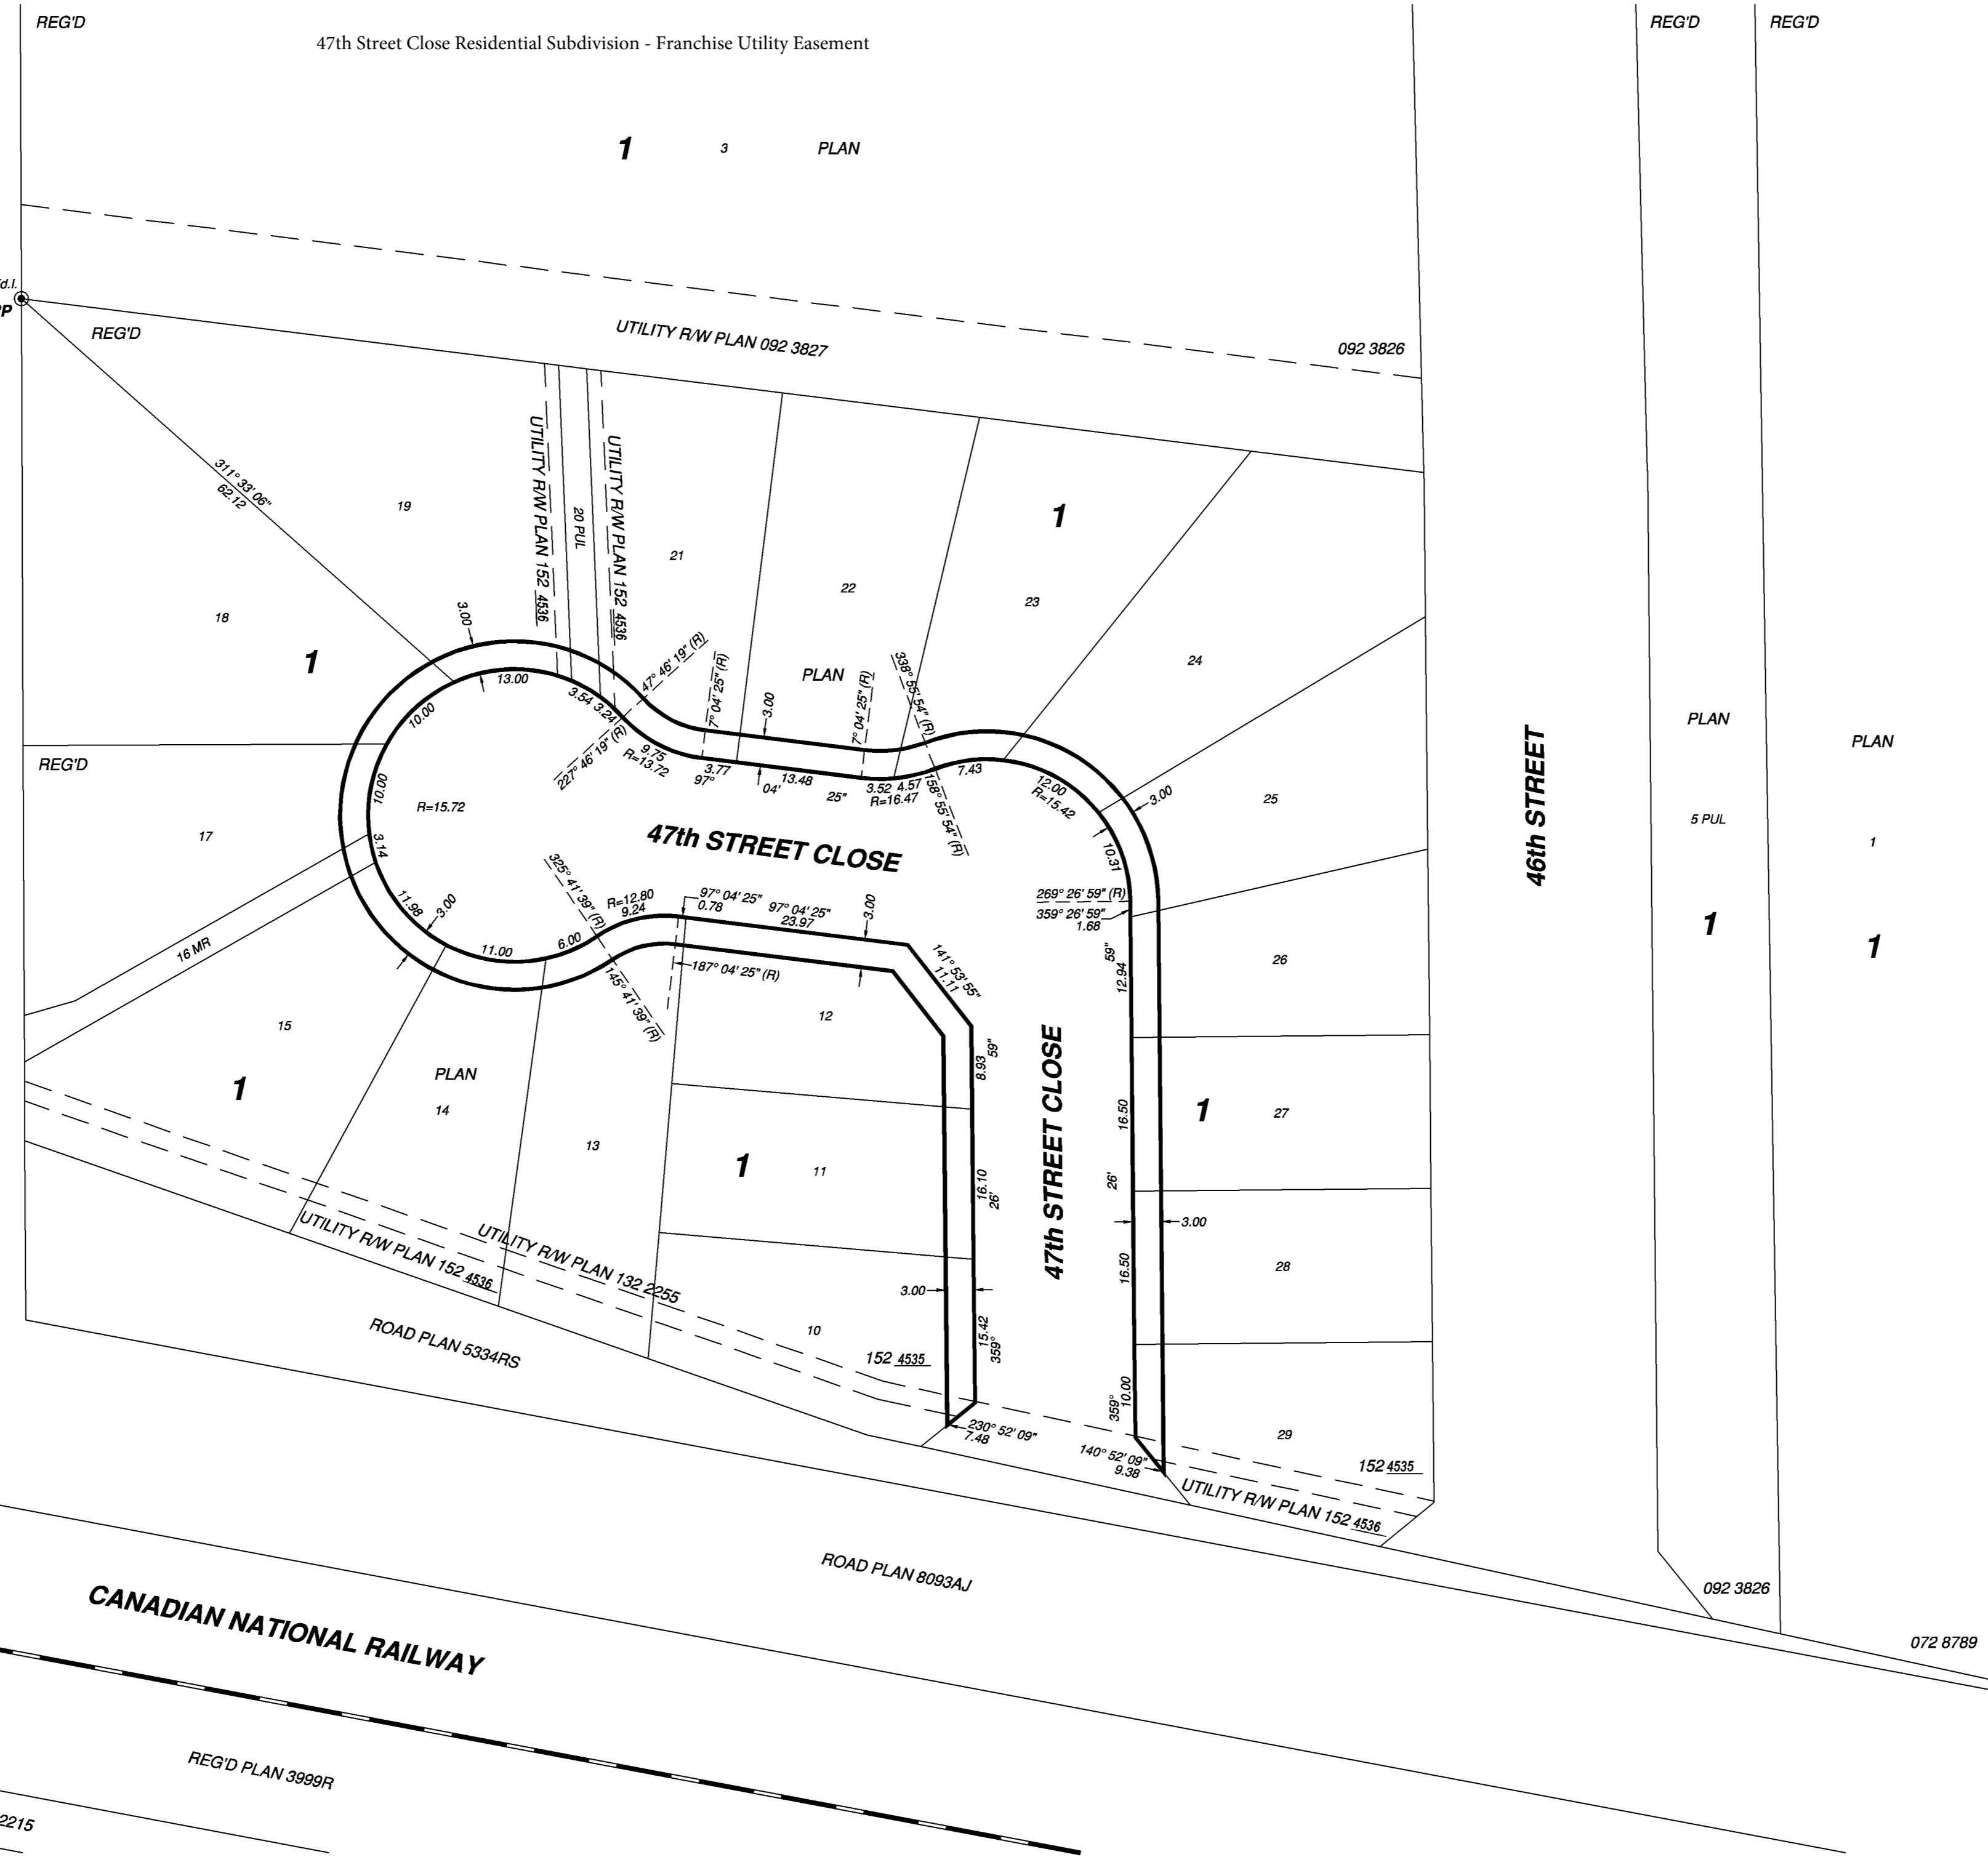 REG'D
REG'D
REG'D
47th Street Close Residential Subdivision - Franchise Utility Easement
1
3
PLAN
d.l.
P
REG'D
UTILITY R/W PLAN 092 3827
092 3826
311° 33' 06"
62.12
19
UTILITY R/W PLAN 152 4536
20 PUL
UTILITY R/W PLAN 152 4536
21
22
1
23
24
18
1
3.00
13.00
3.54
3.24
47° 46' 19" (R)
227° 46' 19" (R)
7° 04' 25" (R)
3.00
PLAN
7° 04' 25" (R)
338° 55' 54" (R)
158° 55' 54" (R)
10.00
9.75
R=13.72
3.77
97°
04'
13.48
25"
3.52
4.57
R=16.47
7.43
12.00
R=15.42
3.00
25
REG'D
10.00
R=15.72
17
3.14
47th STREET CLOSE
10.31
46th STREET
PLAN
PLAN
5 PUL
1
1
1
11.98
3.00
325° 41' 39" (R)
R=12.80
9.24
97° 04' 25"
0.78
97° 04' 25"
23.97
3.00
269° 26' 59" (R)
359° 26' 59"
1.68
16 MR
11.00
6.00
145° 41' 39" (R)
187° 04' 25" (R)
141° 53' 55"
11.11
59"
12.94
26
15
12
PLAN
14
1
8.93
59"
47th STREET CLOSE
16.50
1
27
13
1
11
16.10
26'
26'
3.00
UTILITY R/W PLAN 152 4536
UTILITY R/W PLAN 132 2255
3.00
16.50
28
ROAD PLAN 5334RS
10
152 4535
15.42
359°
359°
10.00
230° 52' 09"
7.48
140° 52' 09"
9.38
29
152 4535
UTILITY R/W PLAN 152 4536
ROAD PLAN 8093AJ
092 3826
CANADIAN NATIONAL RAILWAY
072 8789
REG'D PLAN 3999R
2215